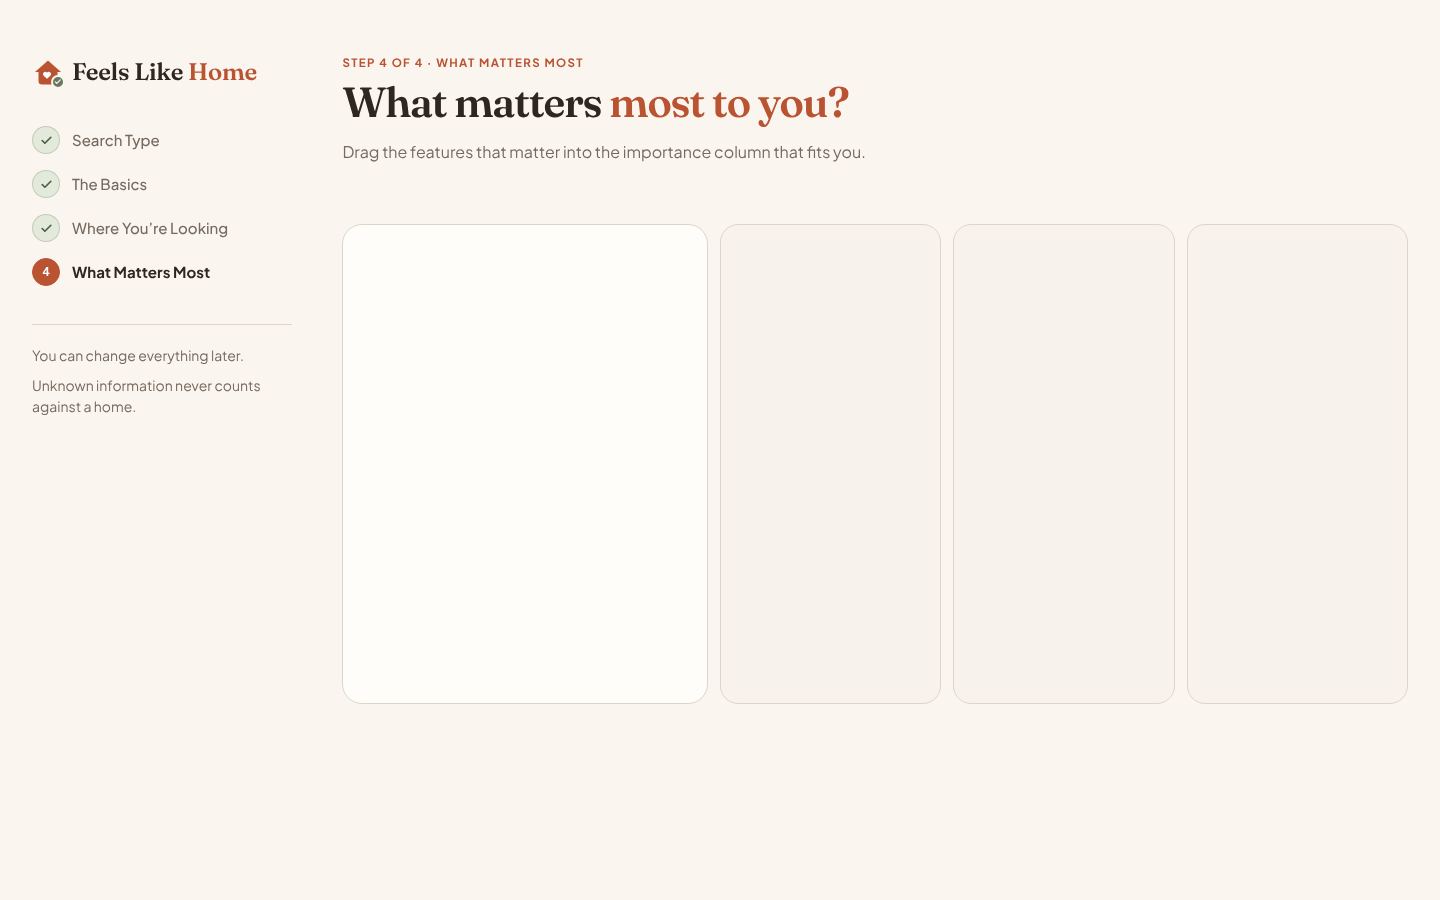 Feels Like Home
Search Type
The Basics
Where You’re Looking
4
What Matters Most
You can change everything later.
Unknown information never counts
against a home.
STEP 4 OF 4 · WHAT MATTERS MOST
What matters most to you?
Drag the features that matter into the importance column that fits you.